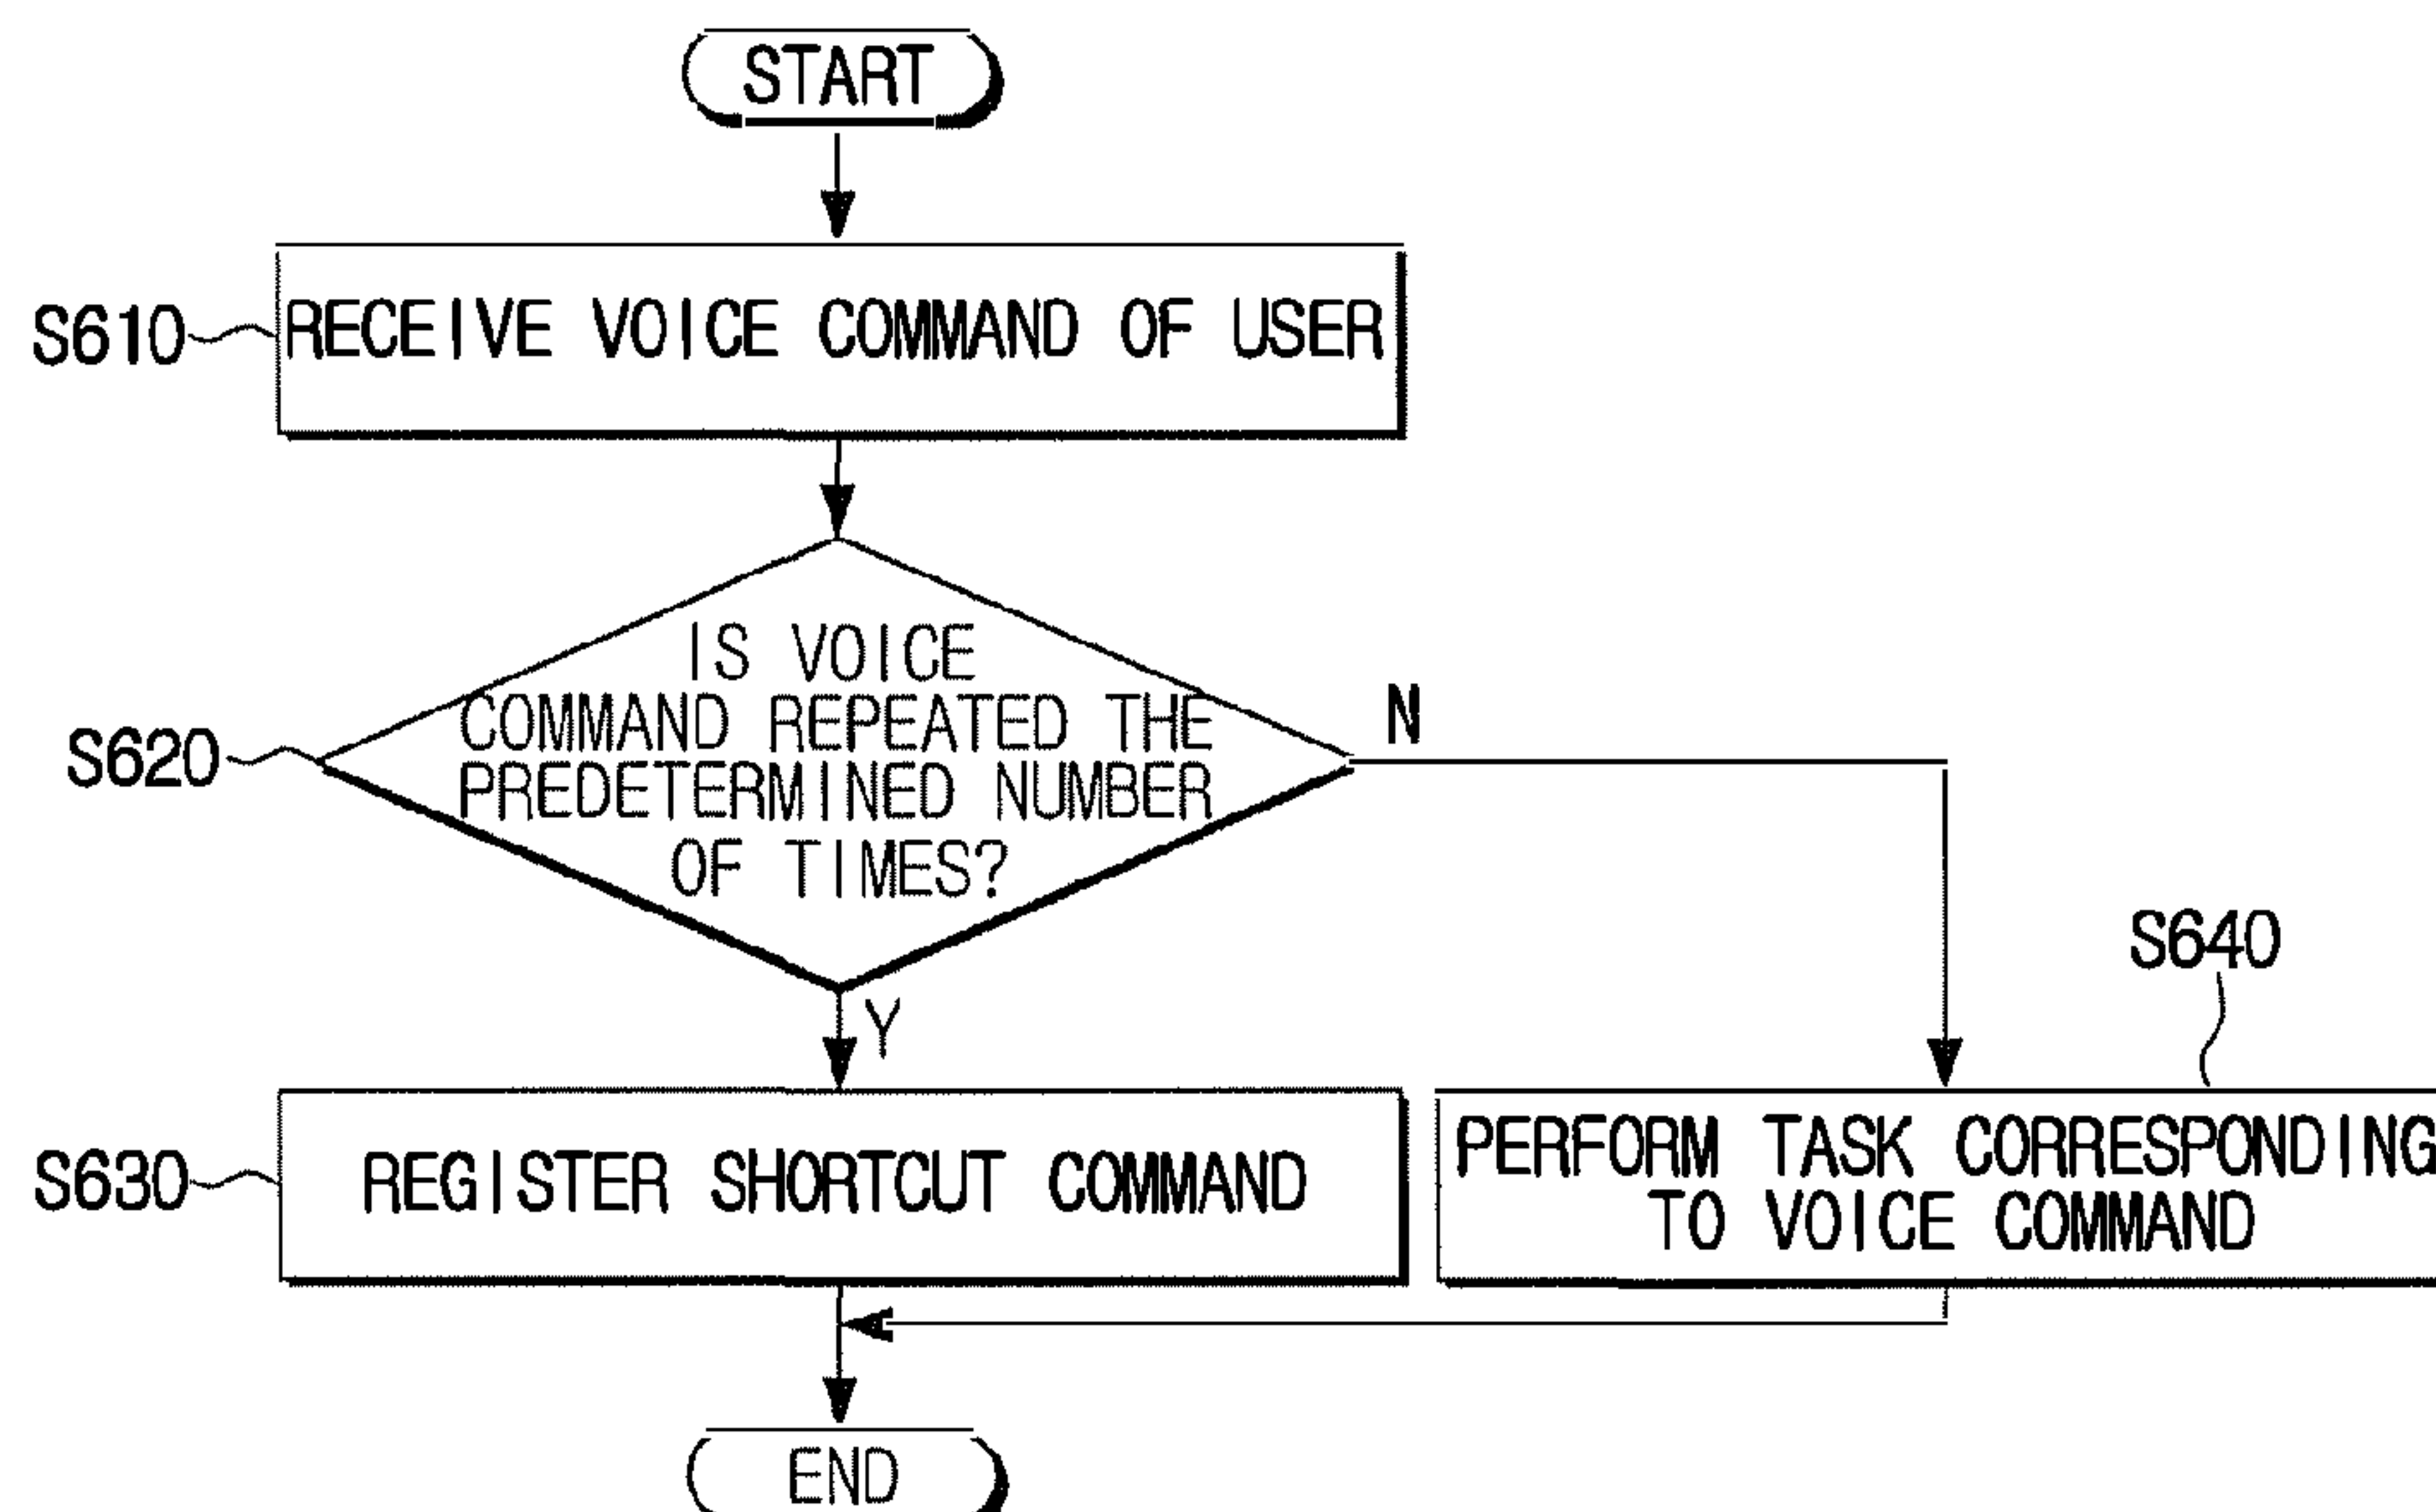 START
S610
RECEIVE VOICE COMMAND OF USER
S620
IS VOICE
COMMAND REPEATED THE
PREDETERMINED NUMBER
OF TIMES?
N
Y
S640
S630
REGISTER SHORTCUT COMMAND
PERFORM TASK CORRESPONDING
TO VOICE COMMAND
END